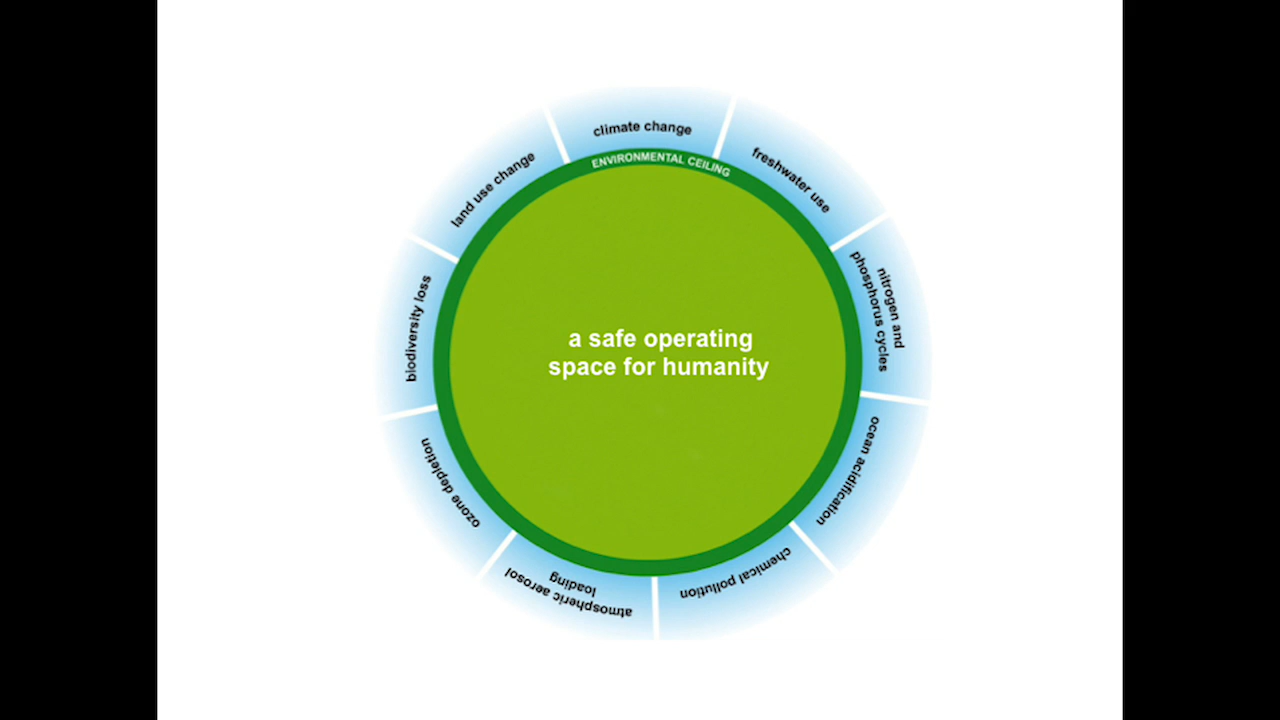 climate change
ENVIRONMENTAL CEILING
freshwater use
nitrogen and
phosphorus cycles
ocean acidification
chemical pollution
atmospheric aerosol
loading
ozone depletion
biodiversity loss
land use change
a safe operating
space for humanity